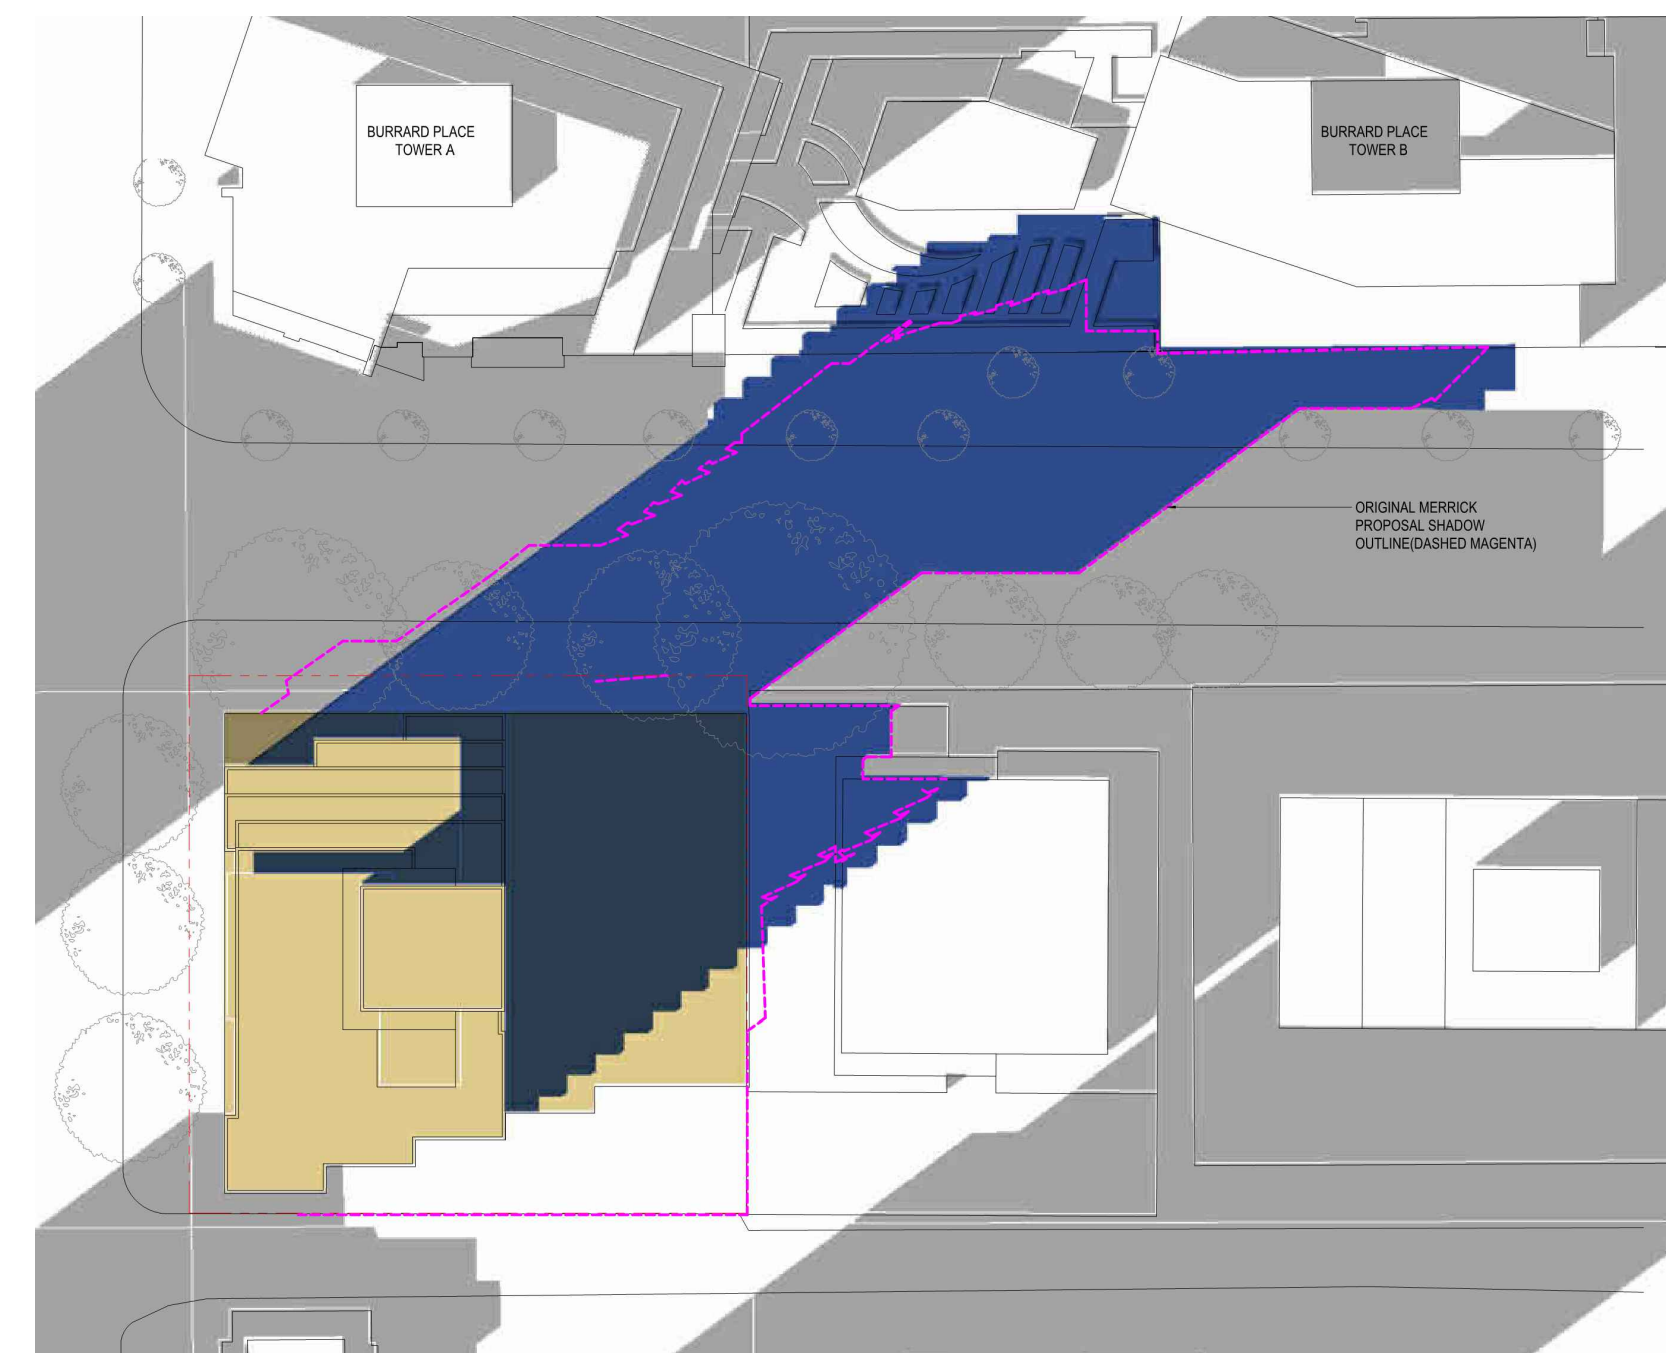 BURRARD PLACE
TOWER A
BURRARD PLACE
TOWER B
ORIGINAL MERRICK
PROPOSAL SHADOW
OUTLINE(DASHED MAGENTA)